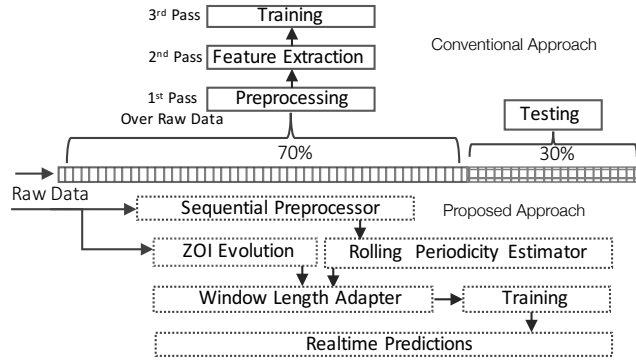 3rd Pass Training
2nd Pass Feature Extraction Conventional Approach
1st Pass Preprocessing
Over Raw Data Testing
70% 30%
Raw Data
Sequential Preprocessor Proposed Approach
ZOI Evolution Rolling Periodicity Estimator
Window Length Adapter Training
Realtime Predictions